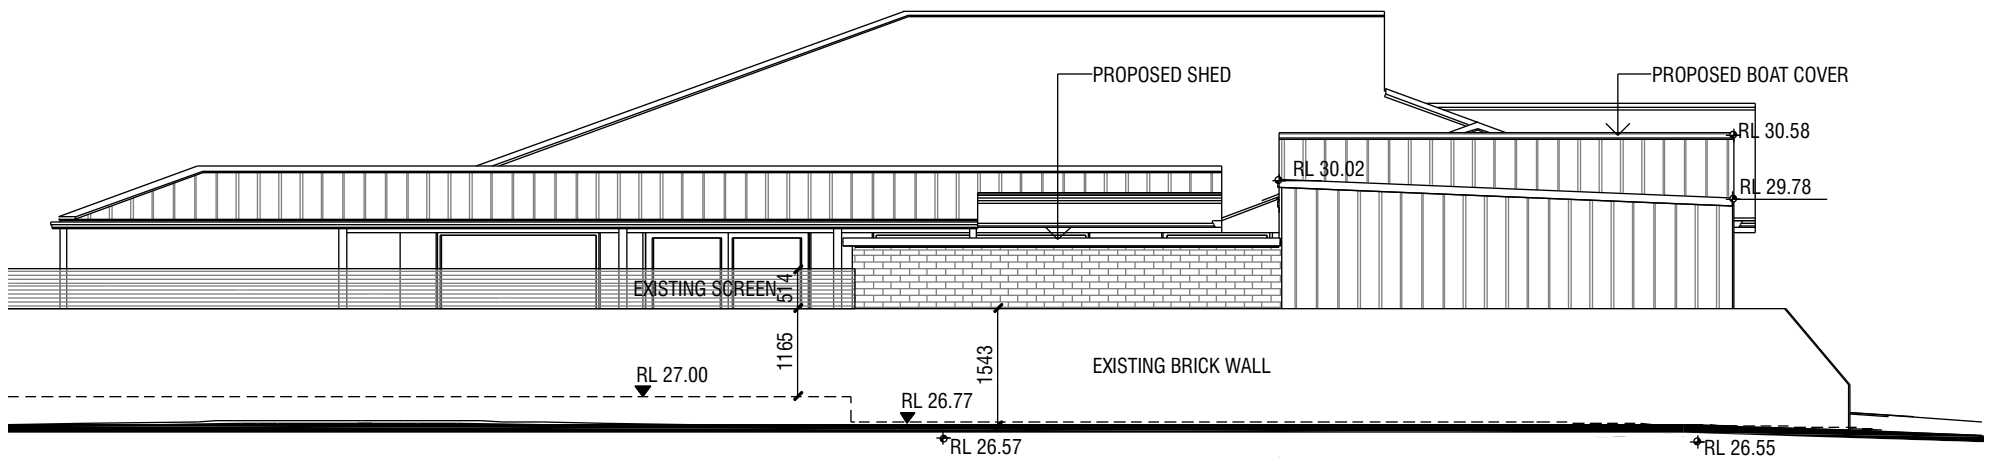 PROPOSED SHED
PROPOSED BOAT COVER
RL 30.58
RL 30.02
RL 29.78
EXISTING SCREEN
514
1165
1543
EXISTING BRICK WALL
RL 27.00
RL 26.77
RL 26.57
RL 26.55